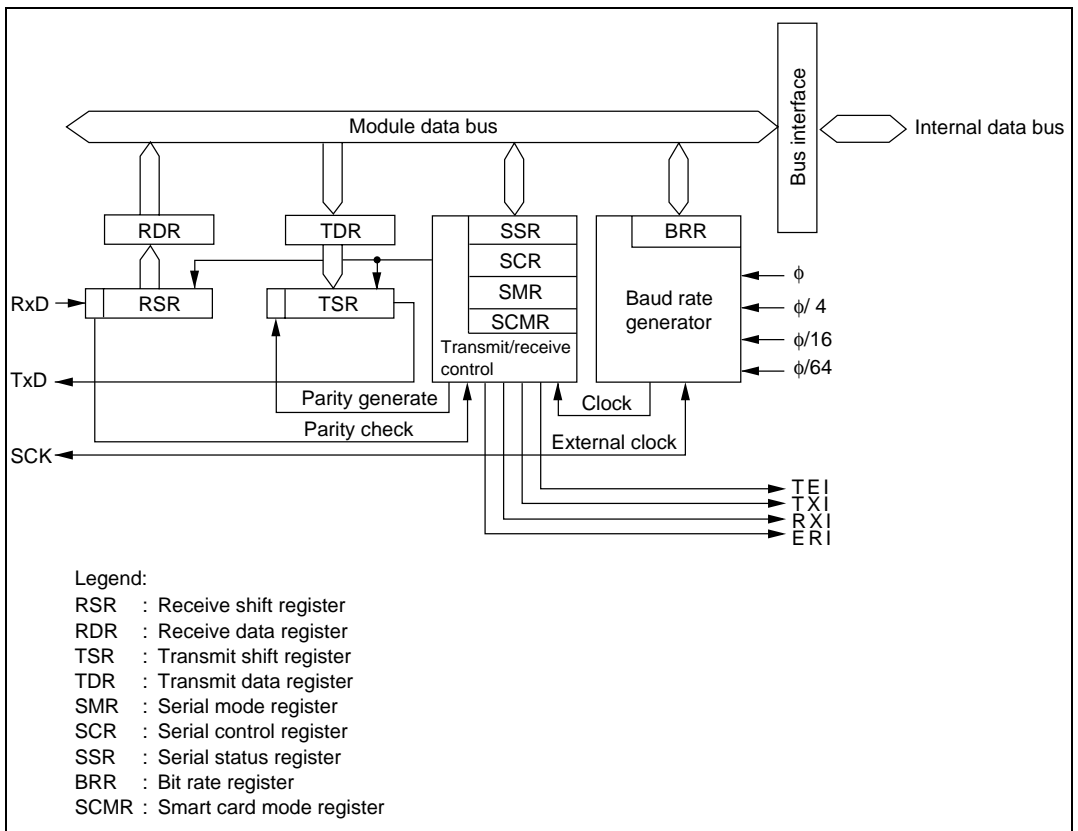 Bus interface
Module data bus
Internal data bus
RDR
TDR
SSR
BRR
SCR
SMR
SCMR
Transmit/receive
control
Baud rate
generator
ϕ
ϕ/ 4
ϕ/16
ϕ/64
RxD
RSR
TSR
TxD
Parity generate
Clock
Parity check
External clock
SCK
TEI
TXI
RXI
ERI
Legend:
RSR : Receive shift register
RDR : Receive data register
TSR : Transmit shift register
TDR : Transmit data register
SMR : Serial mode register
SCR : Serial control register
SSR : Serial status register
BRR : Bit rate register
SCMR : Smart card mode register